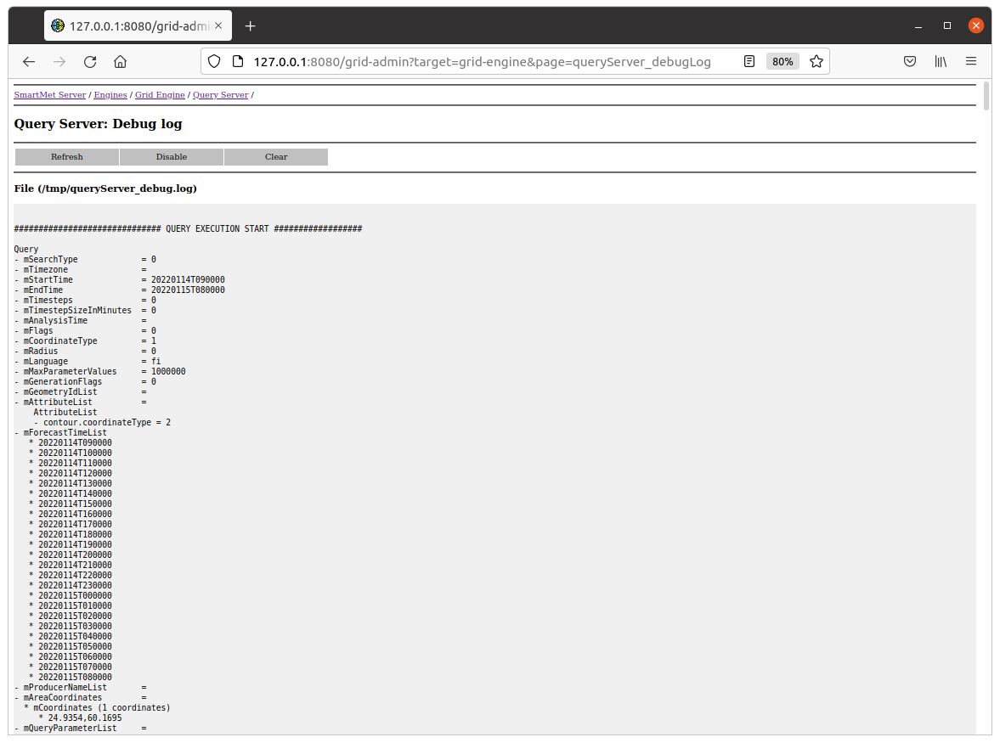 127.0.0.1:8080/grid-admi
127.0.0.1:8080/grid-admin?target=grid-engine&page=queryServer_debugLog
80%
SmartMet Server / Engines / Grid Engine / Query Server /
Query Server: Debug log
Refresh Disable Clear
File (/tmp/queryServer_debug.log)
############################## QUERY EXECUTION START ##################
Query
- mSearchType = 0
- mTimezone =
- mStartTime = 20220114T090000
- mEndTime = 20220115T080000
- mTimesteps = 0
- mTimestepSizeInMinutes = 0
- mAnalysisTime =
- mFlags = 0
- mCoordinateType = 1
- mRadius = 0
- mLanguage = fi
- mMaxParameterValues = 1000000
- mGenerationFlags = 0
- mGeometryIdList =
- mAttributeList =
AttributeList
- contour.coordinateType = 2
- mForecastTimeList
* 20220114T090000
* 20220114T100000
* 20220114T110000
* 20220114T120000
* 20220114T130000
* 20220114T140000
* 20220114T150000
* 20220114T160000
* 20220114T170000
* 20220114T180000
* 20220114T190000
* 20220114T200000
* 20220114T210000
* 20220114T220000
* 20220114T230000
* 20220115T000000
* 20220115T010000
* 20220115T020000
* 20220115T030000
* 20220115T040000
* 20220115T050000
* 20220115T060000
* 20220115T070000
* 20220115T080000
- mProducerNameList =
- mAreaCoordinates =
* mCoordinates (1 coordinates)
* 24.9354,60.1695
- mQueryParameterList =